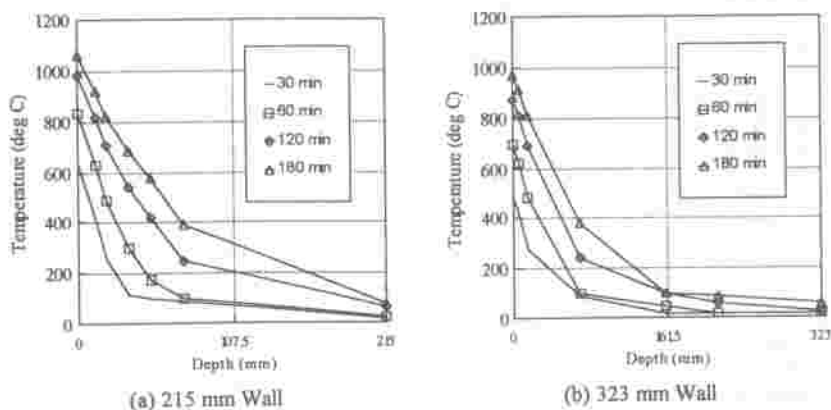 1200
1000
800
600
400
200
0
Temperature (deg C)
30 min
60 min
120 min
180 min
0
107.5
215
Depth (mm)
(a) 215 mm Wall
1200
1000
800
600
400
200
0
Temperature (deg C)
30 min
60 min
120 min
180 min
0
161.5
323
Depth (mm)
(b) 323 mm Wall